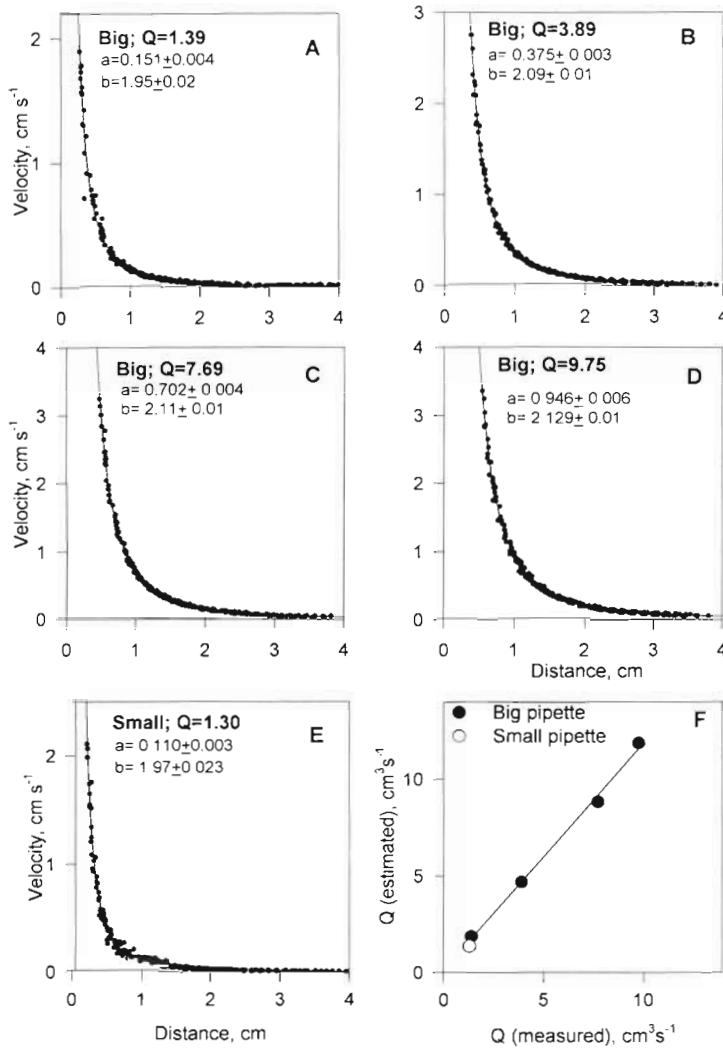 2
1
0
Velocity, cm s⁻¹
Big; Q=1.39
a=0.151±0.004
b=1.95±0.02
A
0 1 2 3 4
3
2
1
0
Big; Q=3.89
a= 0.375± 003
b= 2.09± 0 01
B
0 1 2 3 4
4
3
2
1
0
Velocity, cm s⁻¹
Big; Q=7.69
a= 0.702± 0 004
b= 2.11± 0 01
C
0 1 2 3 4
4
3
2
1
0
Big; Q=9.75
a= 0 946± 0 006
b= 2 129± 0.01
D
0 1 2 3 4
Distance, cm
2
1
0
Velocity, cm s⁻¹
Small; Q=1.30
a= 0 110±0.003
b= 1 97±0 023
E
0 1 2 3 4
Distance, cm
10
5
0
Q (estimated), cm³s⁻¹
Big pipette
Small pipette
F
0 5 10
Q (measured), cm³s⁻¹